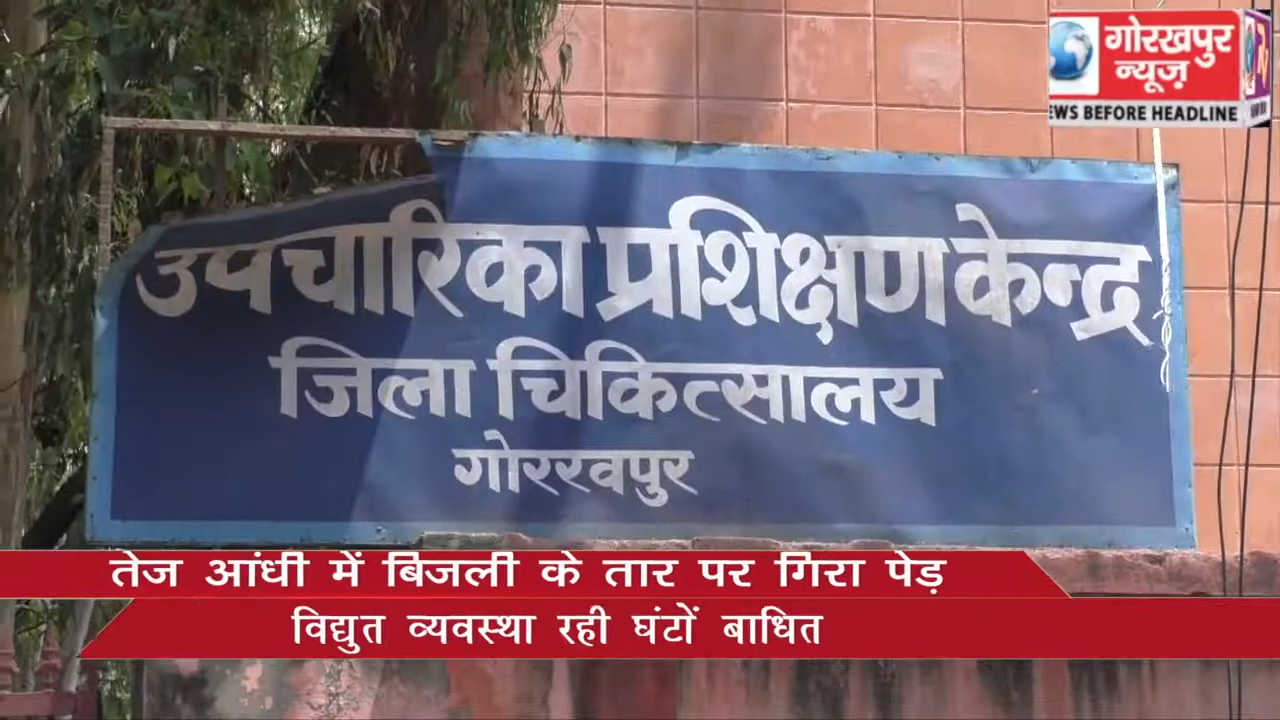 गोरखपुर
न्यूज़
EWS BEFORE HEADLINE
उपचारिका प्रशिक्षण केन्द्र
जिला चिकित्सालय
गोरखपुर
तेज आंधी में बिजली के तार पर गिरा पेड़
विद्युत व्यवस्था रही घंटों बाधित